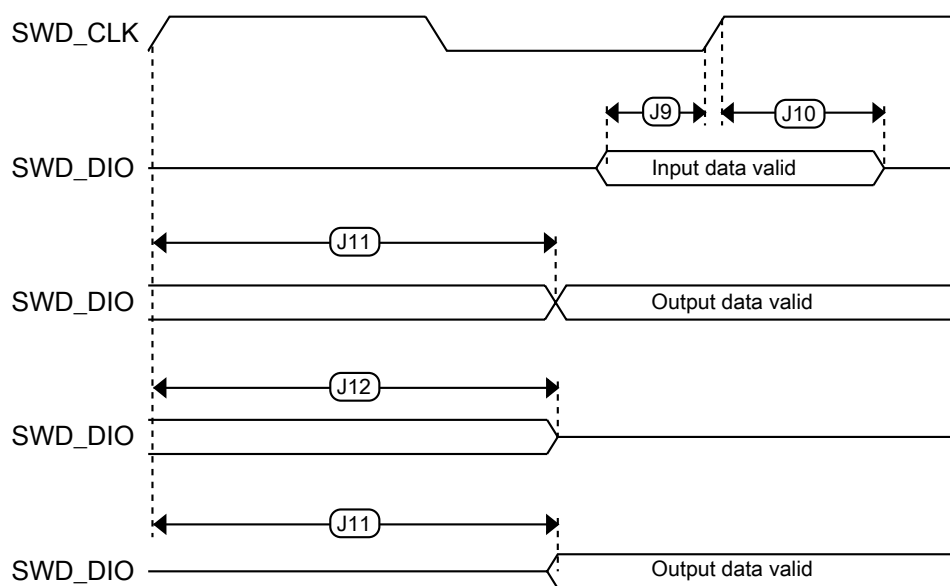 SWD_CLK
J9
J10
SWD_DIO
Input data valid
J11
SWD_DIO
Output data valid
J12
SWD_DIO
J11
SWD_DIO
Output data valid